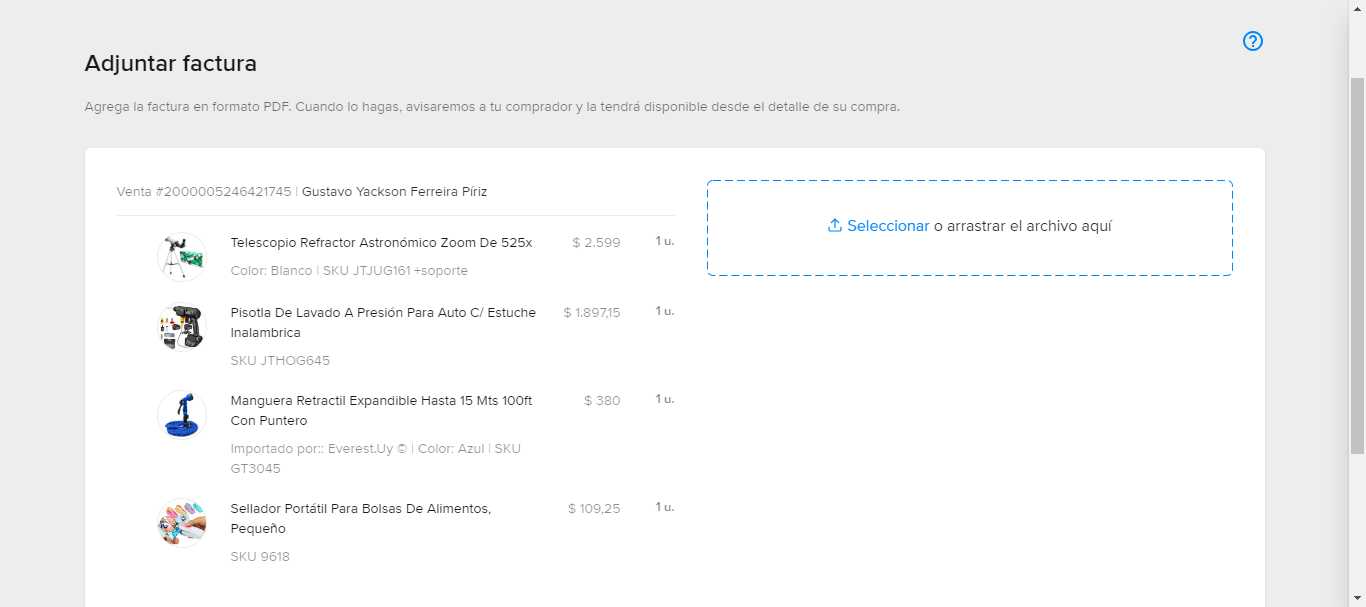 Adjuntar factura
Agrega la factura en formato PDF. Cuando lo hagas, avisaremos a tu comprador y la tendrá disponible desde el detalle de su compra.
Venta #2000005246421745 | Gustavo Yackson Ferreira Píriz
Telescopio Refractor Astronómico Zoom De 525x $ 2.599 1 u.
Color: Blanco | SKU JTJUG161 +soporte
Pisotla De Lavado A Presión Para Auto C/ Estuche $ 1.897,15 1 u.
Inalambrica
SKU JTHOG645
Manguera Retractil Expandible Hasta 15 Mts 100ft $ 380 1 u.
Con Puntero
Importado por:: Everest.Uy © | Color: Azul | SKU
GT3045
Sellador Portátil Para Bolsas De Alimentos, $ 109,25 1 u.
Pequeño
SKU 9618
Seleccionar o arrastrar el archivo aquí